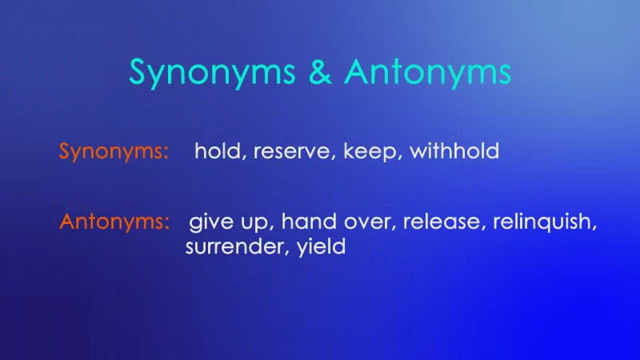 Synonyms & Antonyms
Synonyms: hold, reserve, keep, withhold
Antonyms: give up, hand over, release, relinquish,
surrender, yield